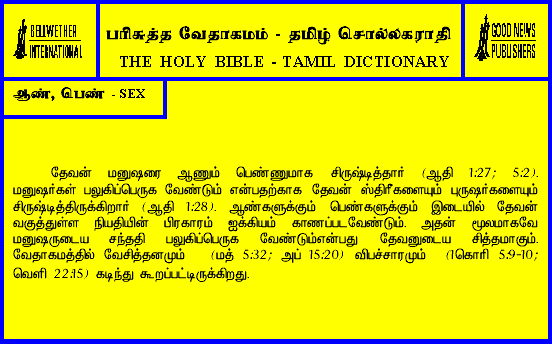 BELLWETHER
INTERNATIONAL
பரிசுத்த வேதாகமம் - தமிழ் சொல்லகராதி
THE HOLY BIBLE - TAMIL DICTIONARY
GOOD NEWS
PUBLISHERS
ஆண், பெண் - SEX
தேவன் மனுஷரை ஆணும் பெண்ணுமாக சிருஷ்டித்தார் (ஆதி 1:27; 5:2).
மனுஷர்கள் பலுகிப்பெருக வேண்டும் என்பதற்காக தேவன் ஸ்திரீகளையும் புருஷர்களையும்
சிருஷ்டித்திருக்கிறார் (ஆதி 1:28). ஆண்களுக்கும் பெண்களுக்கும் இடையில் தேவன்
வகுத்துள்ள நியதியின் பிரகாரம் ஐக்கியம் காணப்படவேண்டும். அதன் மூலமாகவே
மனுஷருடைய சந்ததி பலுகிப்பெருக வேண்டும்என்பது தேவனுடைய சித்தமாகும்.
வேதாகமத்தில் வேசித்தனமும் (மத் 5:32; அப் 15:20) விபச்சாரமும் (1கொரி 5:9-10;
வெளி 22:15) கடிந்து கூறப்பட்டிருக்கிறது.